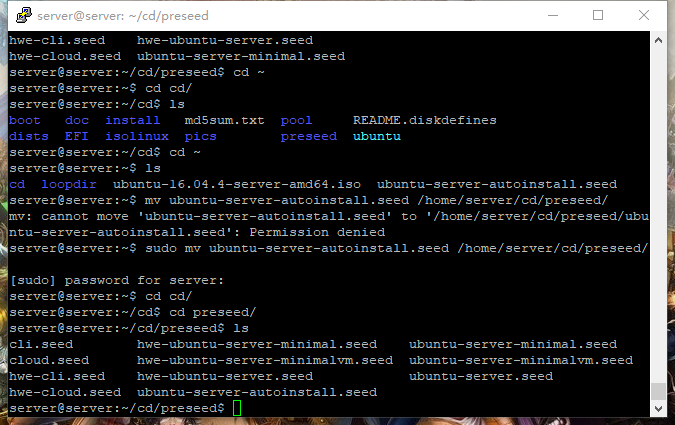 server@server: ~/cd/preseed
hwe-cli.seed    hwe-ubuntu-server.seed
hwe-cloud.seed  ubuntu-server-minimal.seed
server@server:~/cd/preseed$ cd ~
server@server:~$ cd cd/
server@server:~/cd$ ls
boot   doc  install   md5sum.txt  pool     README.diskdefines
dists  EFI  isolinux  pics        preseed  ubuntu
server@server:~/cd$ cd ~
server@server:~$ ls
cd  loopdir  ubuntu-16.04.4-server-amd64.iso  ubuntu-server-autoinstall.seed
server@server:~$ mv ubuntu-server-autoinstall.seed /home/server/cd/preseed/
mv: cannot move 'ubuntu-server-autoinstall.seed' to '/home/server/cd/preseed/ubu
ntu-server-autoinstall.seed': Permission denied
server@server:~$ sudo mv ubuntu-server-autoinstall.seed /home/server/cd/preseed/
[sudo] password for server:
server@server:~$ cd cd/
server@server:~/cd$ cd preseed/
server@server:~/cd/preseed$ ls
cli.seed        hwe-ubuntu-server-minimal.seed    ubuntu-server-minimal.seed
cloud.seed      hwe-ubuntu-server-minimalvm.seed  ubuntu-server-minimalvm.seed
hwe-cli.seed    hwe-ubuntu-server.seed            ubuntu-server.seed
hwe-cloud.seed  ubuntu-server-autoinstall.seed
server@server:~/cd/preseed$